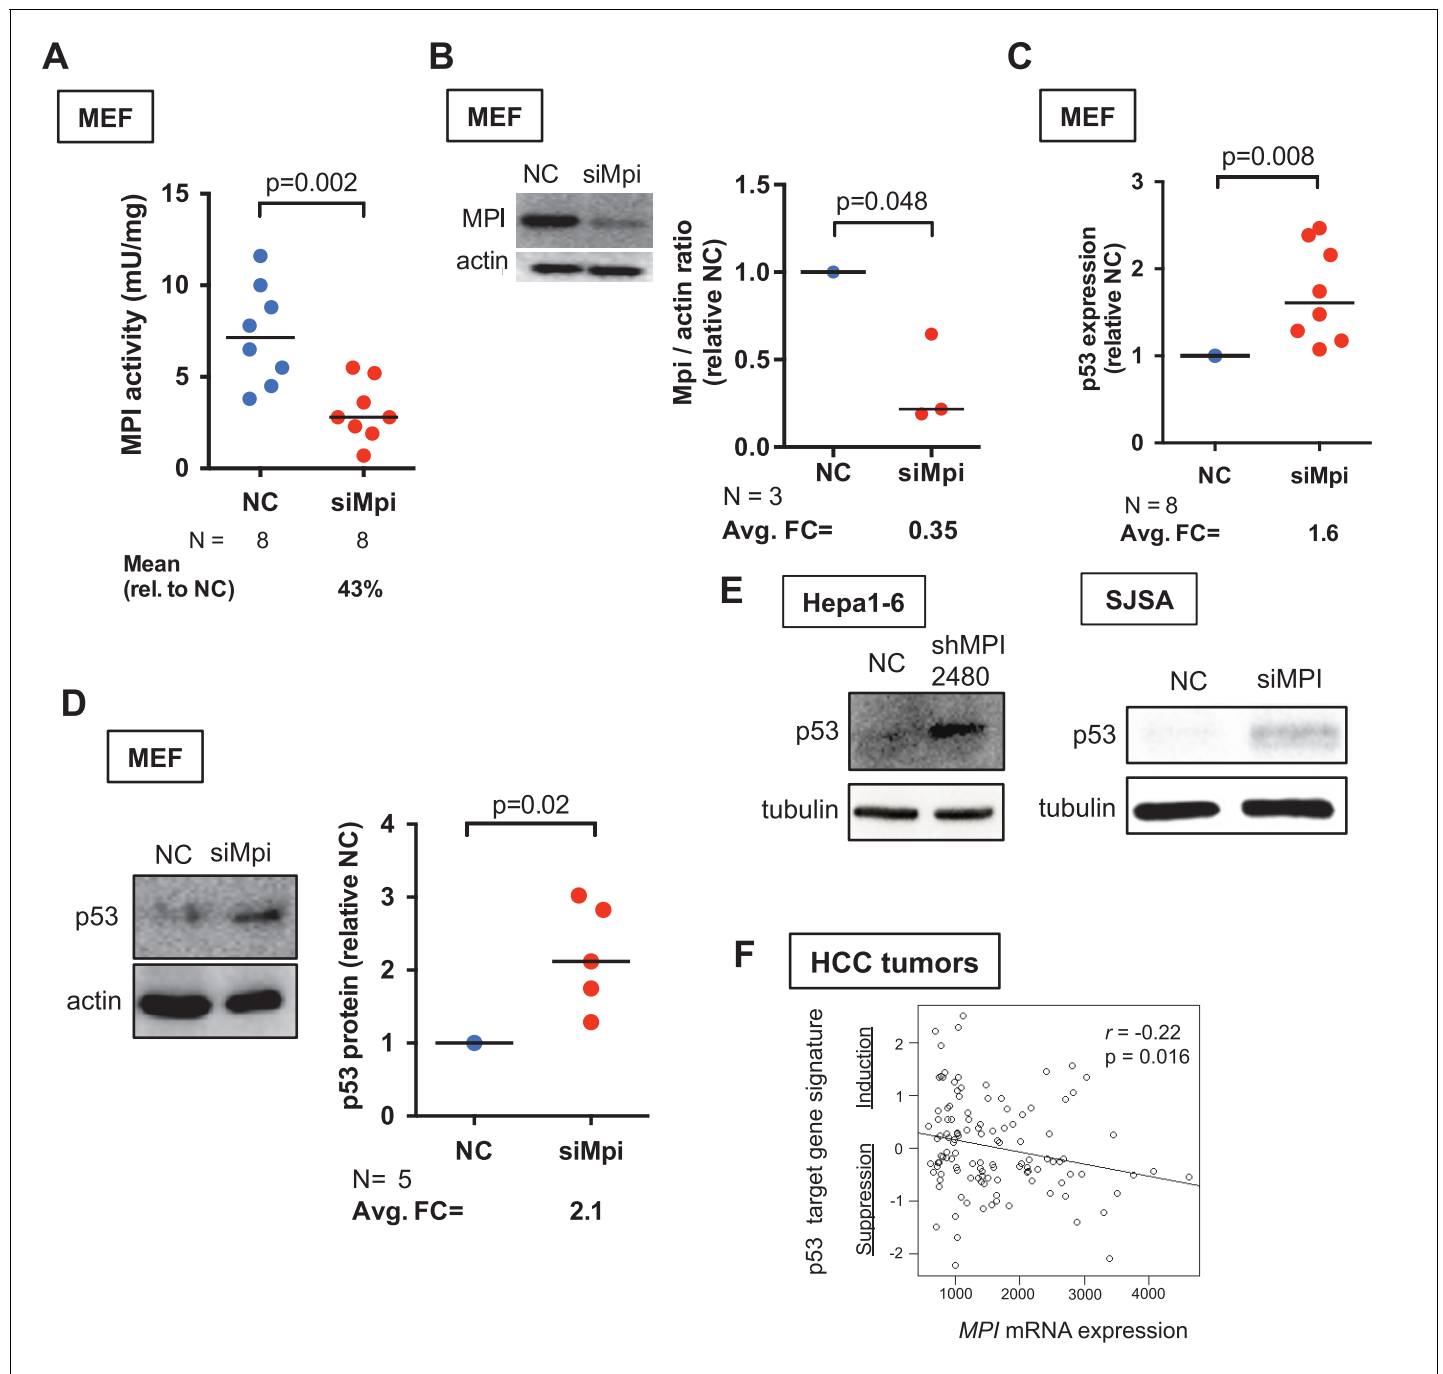 A
MEF
p=0.002
MPI activity (mU/mg)
15
10
5
0
NC siMpi
N = 8 8
Mean
(rel. to NC) 43%
B
MEF
NC siMpi
MPI
actin
p=0.048
Mpi / actin ratio
(relative NC)
1.5
1.0
0.5
0.0
NC siMpi
N = 3
Avg. FC= 0.35
C
MEF
p=0.008
p53 expression
(relative NC)
3
2
1
0
NC siMpi
N = 8
Avg. FC= 1.6
D
MEF
NC siMpi
p53
actin
p=0.02
p53 protein (relative NC)
4
3
2
1
0
NC siMpi
N= 5
Avg. FC= 2.1
E
Hepa1-6
NC shMPI
2480
p53
tubulin
SJSA
NC siMPI
p53
tubulin
F
HCC tumors
p53 target gene signature
Suppression Induction
r = -0.22
p = 0.016
2
1
0
-1
-2
1000 2000 3000 4000
MPI mRNA expression